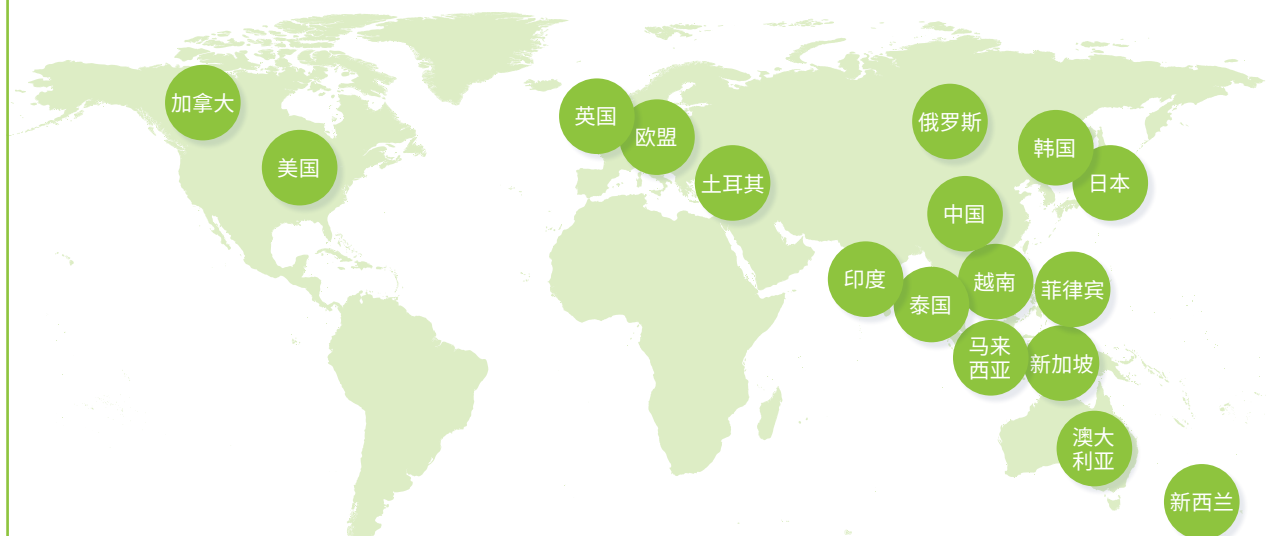 加拿大
美国
英国
欧盟
土耳其
俄罗斯
韩国
日本
中国
印度
泰国
越南
菲律宾
马来
西亚
新加坡
澳大
利亚
新西兰